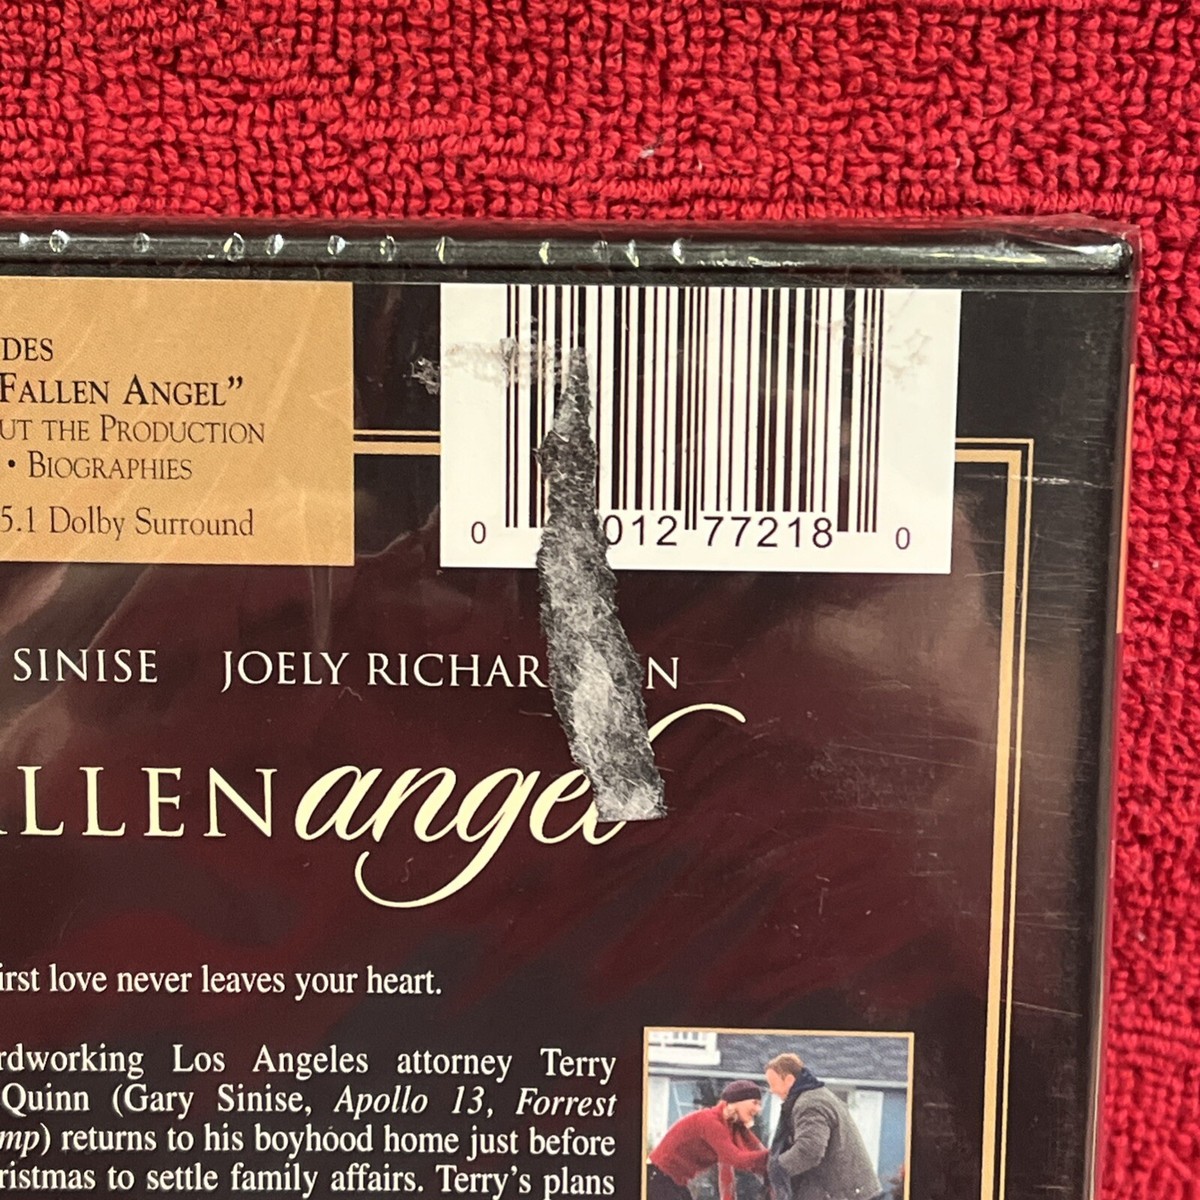 DES
FALLEN ANGEL”
UT THE PRODUCTION
• BIOGRAPHIES
5.1 Dolby Surround
0 012 77218 0
SINISE JOELY RICHAR N
LLEN angel
irst love never leaves your heart.
rdworking Los Angeles attorney Terry
Quinn (Gary Sinise, Apollo 13, Forrest
mp) returns to his boyhood home just before
ristmas to settle family affairs. Terry’s plans